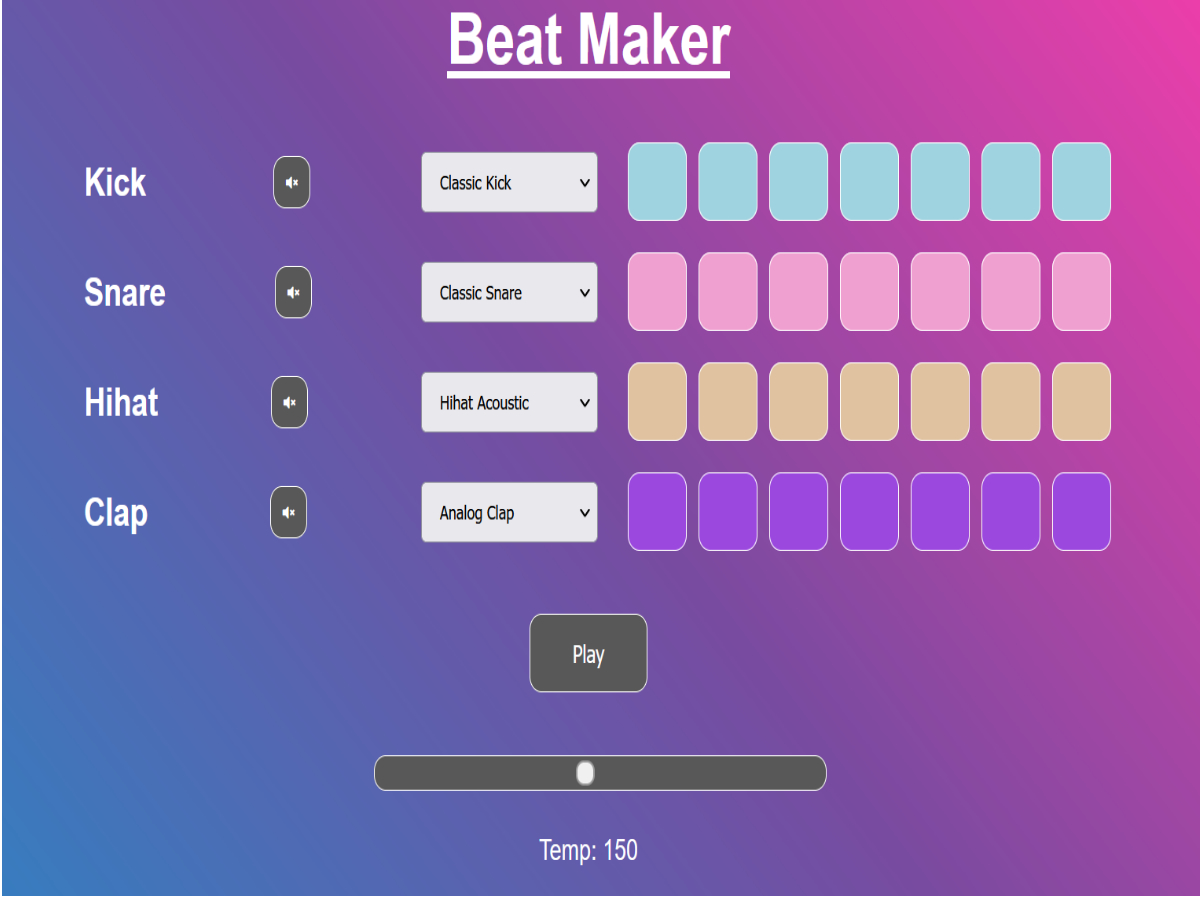 Beat Maker
Kick
Classic Kick
Snare
Classic Snare
Hihat
Hihat Acoustic
Clap
Analog Clap
Play
Temp: 150